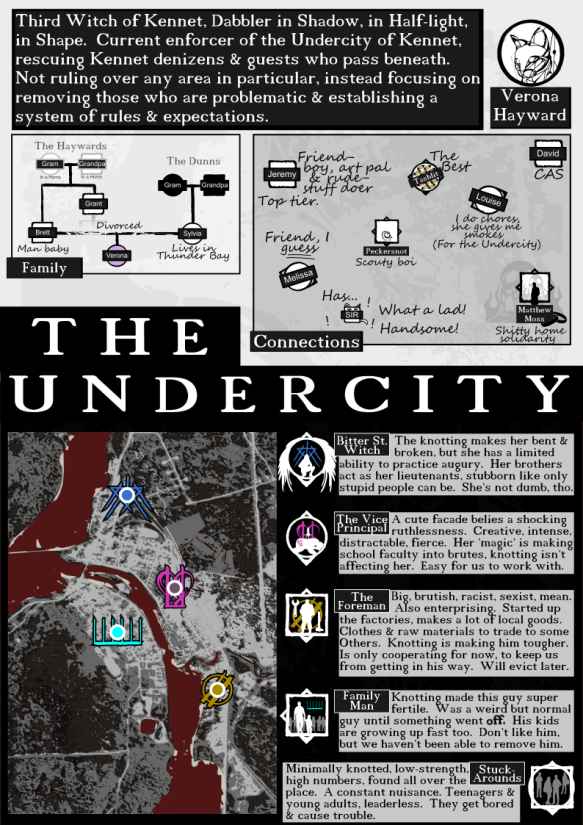 Third Witch of Kennet, Dabbler in Shadow, in Half-light,
in Shape. Current enforcer of the Undercity of Kennet,
rescuing Kennet denizens & guests who pass beneath.
Not ruling over any area in particular, instead focusing on
removing those who are problematic & establishing a
system of rules & expectations.
Verona
Hayward
The Haywards
Gram
Grandpa
In a Home
In a Home
Grant
The Dunns
Gram
Grandpa
Divorced
Brett
Sylvia
Man baby
Verona
Lives in
Thunder Bay
Family
Jeremy
Friend-
boy, art pal
& rude-
stuff doer
Top tier.
The
Best
Tashlit
David
CAS
Louise
I do chores,
she gives me
smokes
(For the Undercity)
Peckersnot
Scouty boi
Friend, I
guess
Melissa
Has... !
! SIR !
What a lad!
Handsome!
Matthew
Moss
Shitty home
solidarity
Connections
THE
UNDERCITY
Bitter St.
Witch
The knotting makes her bent &
broken, but she has a limited
ability to practice augury. Her brothers
act as her lieutenants, stubborn like only
stupid people can be. She's not dumb, tho.
The Vice
Principal
A cute facade belies a shocking
ruthlessness. Creative, intense,
distractable, fierce. Her 'magic' is making
school faculty into brutes, knotting isn't
affecting her. Easy for us to work with.
The
Foreman
Big, brutish, racist, sexist, mean.
Also enterprising. Started up
the factories, makes a lot of local goods.
Clothes & raw materials to trade to some
Others. Knotting is making him tougher.
Is only cooperating for now, to keep us
from getting in his way. Will evict later.
Family
Man
Knotting made this guy super
fertile. Was a weird but normal
guy until something went off. His kids
are growing up fast too. Don't like him,
but we haven't been able to remove him.
Stuck-
Arounds
Minimally knotted, low-strength,
high numbers, found all over the
place. A constant nuisance. Teenagers &
young adults, leaderless. They get bored
& cause trouble.